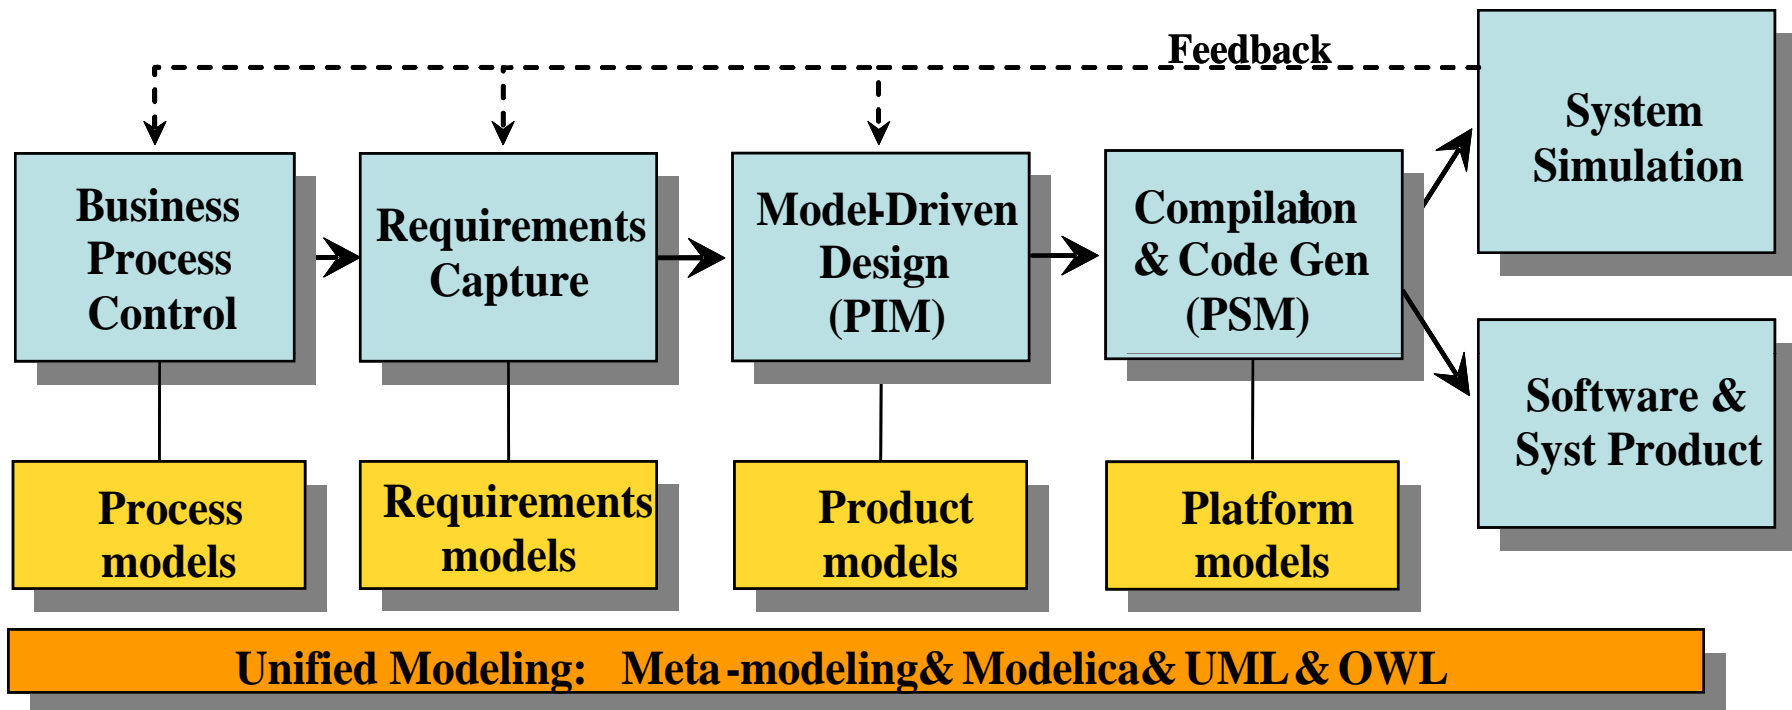 Feedback
System
Simulation
Business
Process
Control
Requirements
Capture
Model-Driven
Design
(PIM)
Compilation
& Code Gen
(PSM)
Software &
Syst Product
Process
models
Requirements
models
Product
models
Platform
models
Unified Modeling: Meta-modeling& Modelica& UML & OWL